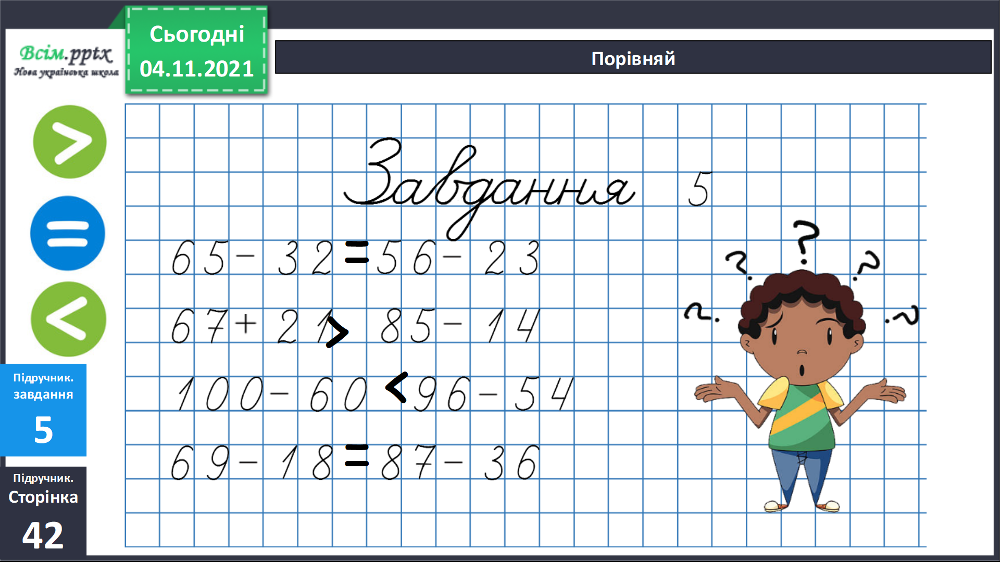 Всім.pptx
Нова українська школа
Сьогодні
04.11.2021
Порівняй
>
=
<
Завдання 5
65 - 32 = 56 - 23
67 + 21 > 85 - 14
100 - 60 < 96 - 54
69 - 18 = 87 - 36
? ? ? ? ?
Підручник.
завдання
5
Підручник.
Сторінка
42